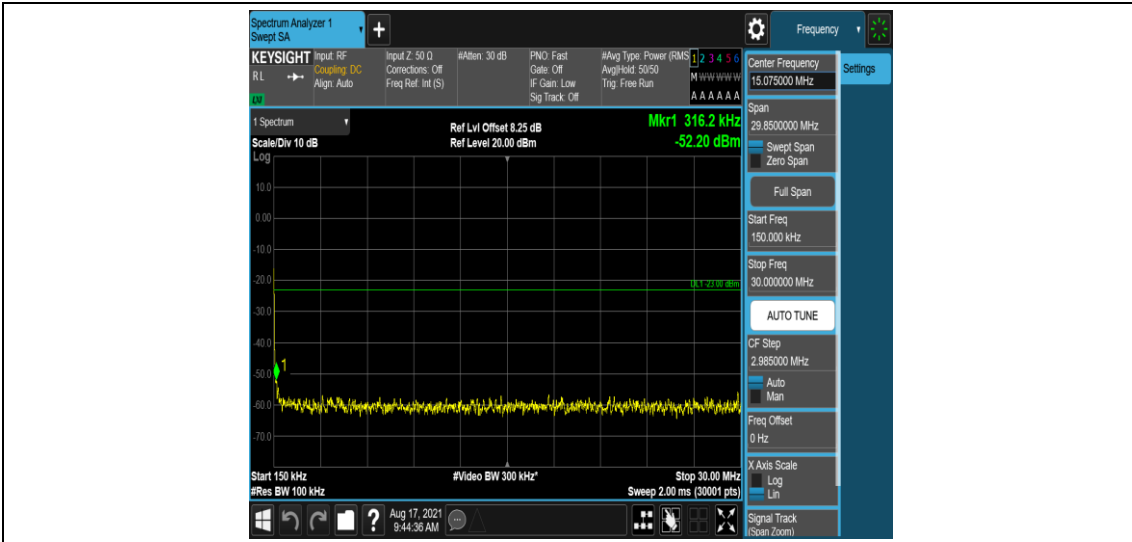 Spectrum Analyzer 1
Swept SA
+
Frequency
KEYSIGHT
RL
LXI
Input: RF
Coupling: DC
Align: Auto
Input Z: 50 Ω
Corrections: Off
Freq Ref: Int (S)
#Atten: 30 dB
PNO: Fast
Gate: Off
IF Gain: Low
Sig Track: Off
#Avg Type: Power (RMS
Avg|Hold: 50/50
Trig: Free Run
1 2 3 4 5 6
M W W W W W
A A A A A A
1 Spectrum
Scale/Div 10 dB
Log
Ref Lvl Offset 8.25 dB
Ref Level 20.00 dBm
Mkr1 316.2 kHz
-52.20 dBm
10.0
0.00
-10.0
-20.0
DL1 -23.00 dBm
-30.0
-40.0
-50.0
1
-60.0
-70.0
Start 150 kHz
#Res BW 100 kHz
#Video BW 300 kHz*
Stop 30.00 MHz
Sweep 2.00 ms (30001 pts)
?
Aug 17, 2021
9:44:36 AM
Center Frequency
15.075000 MHz
Settings
Span
29.8500000 MHz
Swept Span
Zero Span
Full Span
Start Freq
150.000 kHz
Stop Freq
30.000000 MHz
AUTO TUNE
CF Step
2.985000 MHz
Auto
Man
Freq Offset
0 Hz
X Axis Scale
Log
Lin
Signal Track
(Span Zoom)